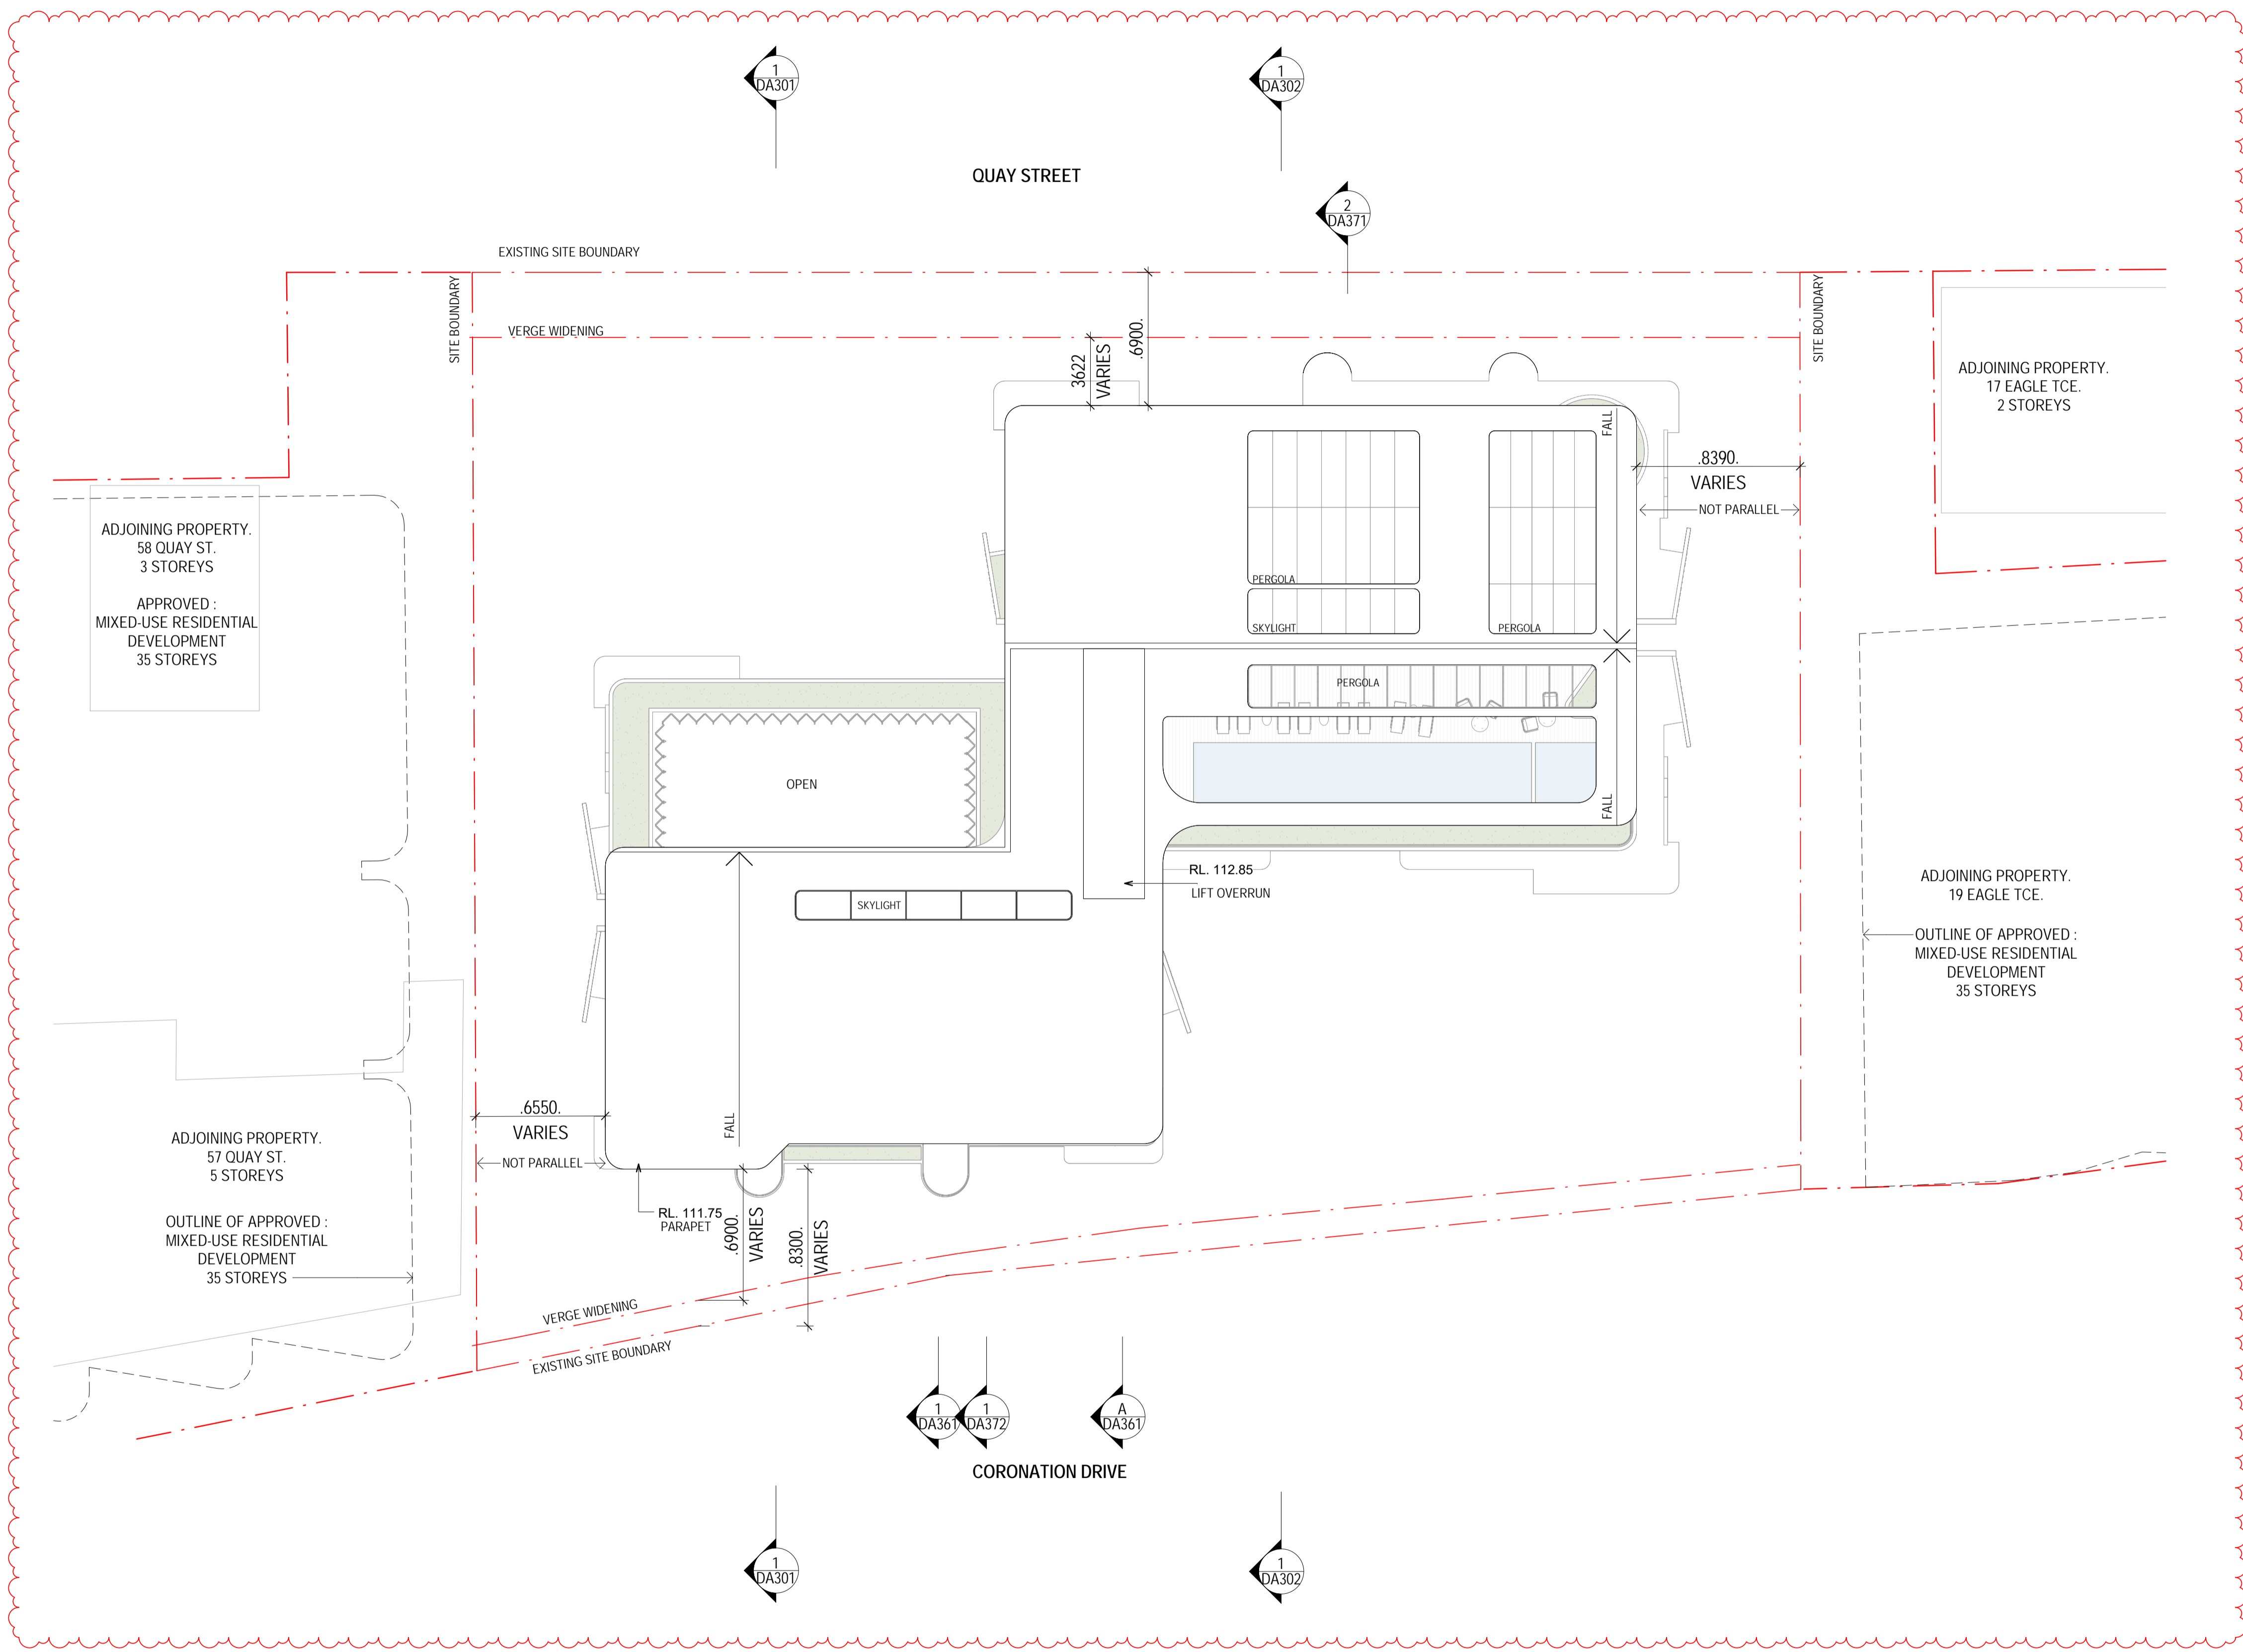 1
DA301
1
DA302
QUAY STREET
2
DA371
EXISTING SITE BOUNDARY
SITE BOUNDARY
VERGE WIDENING
3622
VARIES
.6900.
SITE BOUNDARY
ADJOINING PROPERTY.
17 EAGLE TCE.
2 STOREYS
FALL
.8390.
VARIES
NOT PARALLEL
ADJOINING PROPERTY.
58 QUAY ST.
3 STOREYS
APPROVED :
MIXED-USE RESIDENTIAL
DEVELOPMENT
35 STOREYS
PERGOLA
SKYLIGHT
PERGOLA
PERGOLA
OPEN
FALL
RL. 112.85
LIFT OVERRUN
SKYLIGHT
ADJOINING PROPERTY.
19 EAGLE TCE.
OUTLINE OF APPROVED :
MIXED-USE RESIDENTIAL
DEVELOPMENT
35 STOREYS
.6550.
VARIES
NOT PARALLEL
FALL
ADJOINING PROPERTY.
57 QUAY ST.
5 STOREYS
OUTLINE OF APPROVED :
MIXED-USE RESIDENTIAL
DEVELOPMENT
35 STOREYS
RL. 111.75
PARAPET
.6900.
VARIES
.8300.
VARIES
VERGE WIDENING
EXISTING SITE BOUNDARY
1
DA361
1
DA372
A
DA361
CORONATION DRIVE
1
DA301
1
DA302